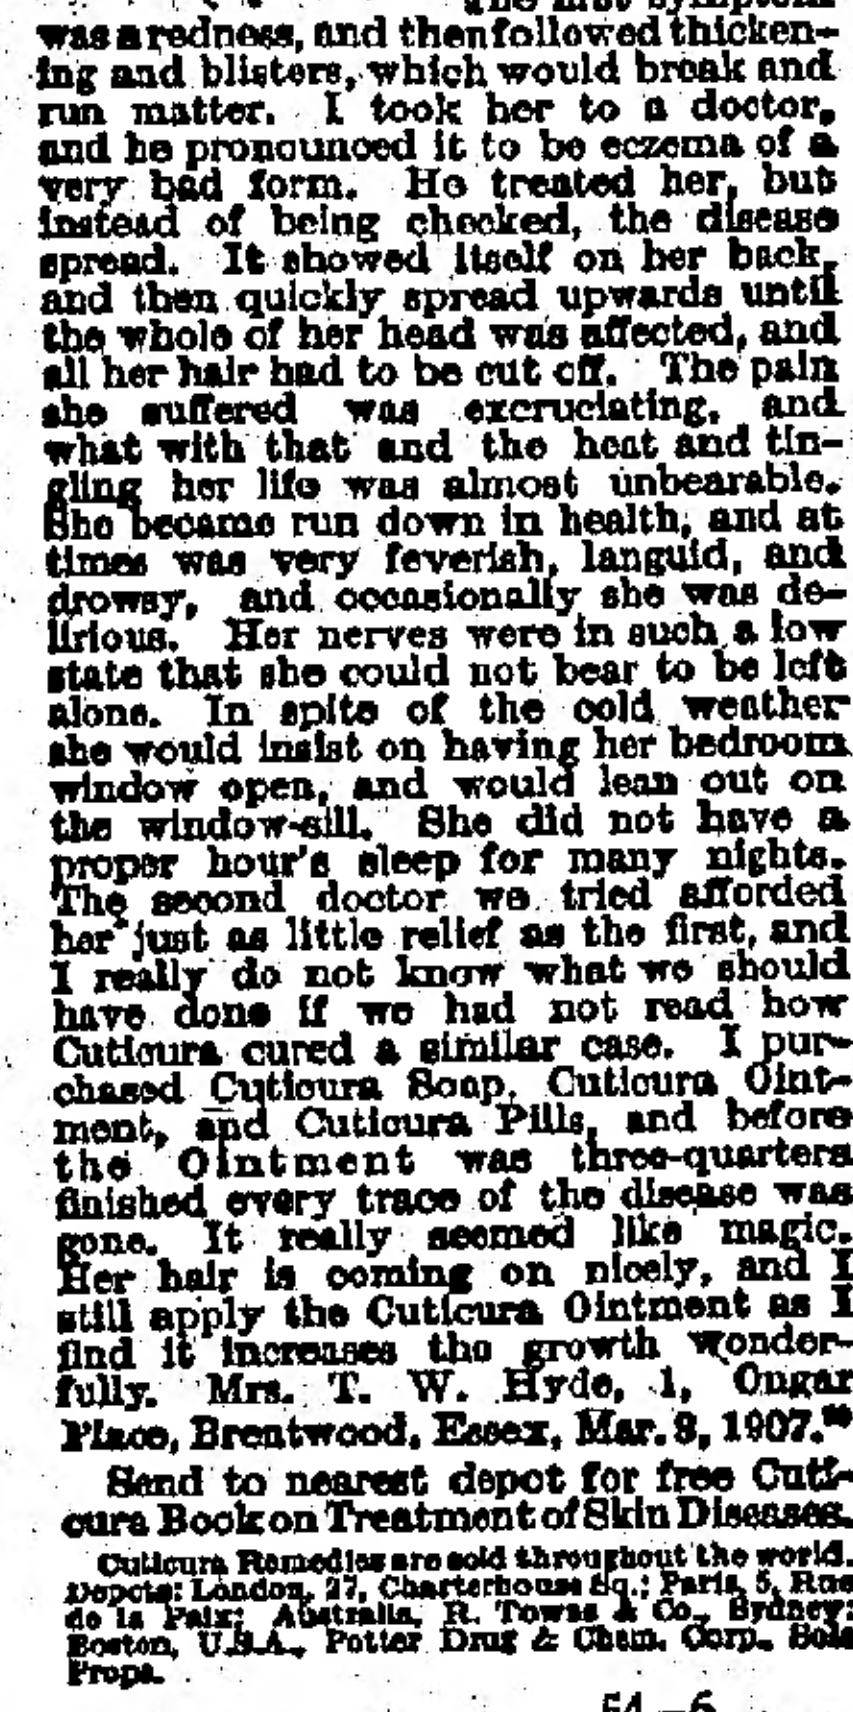 The first symptom
was a redness, and then followed thicken-
ing and blisters, which would break and
run matter. I took her to a doctor,
and he pronounced it to be eczema of a
very bad form. He treated her, but
instead of being checked, the disease
spread. It showed itself on her back,
and then quickly spread upwards until
the whole of her head was affected, and
all her hair had to be cut off. The pain
she suffered was excruciating, and
what with that and the heat and tin-
gling her life was almost unbearable.
She became run down in health, and at
times was very feverish, languid, and
drowsy, and occasionally she was de-
lirious. Her nerves were in such a low
state that she could not bear to be left
alone. In spite of the cold weather
she would insist on having her bedroom
window open, and would lean out on
the window-sill. She did not have a
proper hour's sleep for many nights.
The second doctor we tried afforded
her just as little relief as the first, and
I really do not know what we should
have done if we had not read how
Cuticura cured a similar case. I pur-
chased Cuticura Soap, Cuticura Oint-
ment, and Cuticura Pills, and before
the Ointment was three-quarters
finished every trace of the disease was
gone. It really seemed like magic.
Her hair is coming on nicely, and I
still apply the Cuticura Ointment as I
find it increases the growth wonder-
fully. Mrs. T. W. Hyde, 1, Ongar
Place, Brentwood, Essex, Mar. 8, 1907."
Send to nearest depot for free Cuti-
cura Book on Treatment of Skin Diseases.
Cuticura Remedies are sold throughout the world.
Depots: London, 27, Charterhouse Sq.; Paris, 5, Rue
de la Paix; Australia, R. Towns & Co., Sydney;
Boston, U.S.A., Potter Drug & Chem. Corp., Sole
Props.
54—6